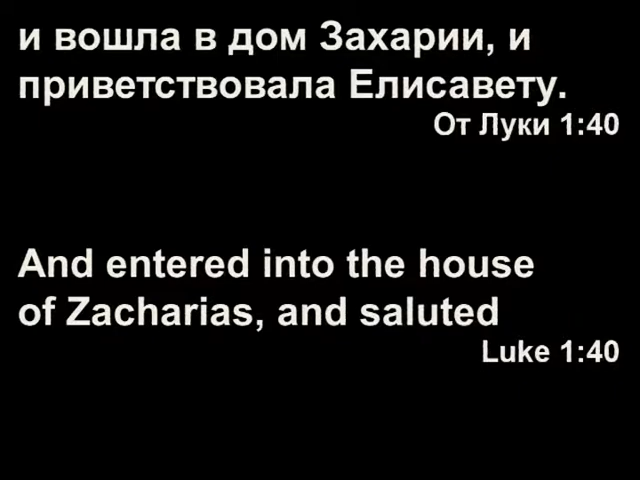 и вошла в дом Захарии, и
приветствовала Елисавету.
От Луки 1:40
And entered into the house
of Zacharias, and saluted
Luke 1:40